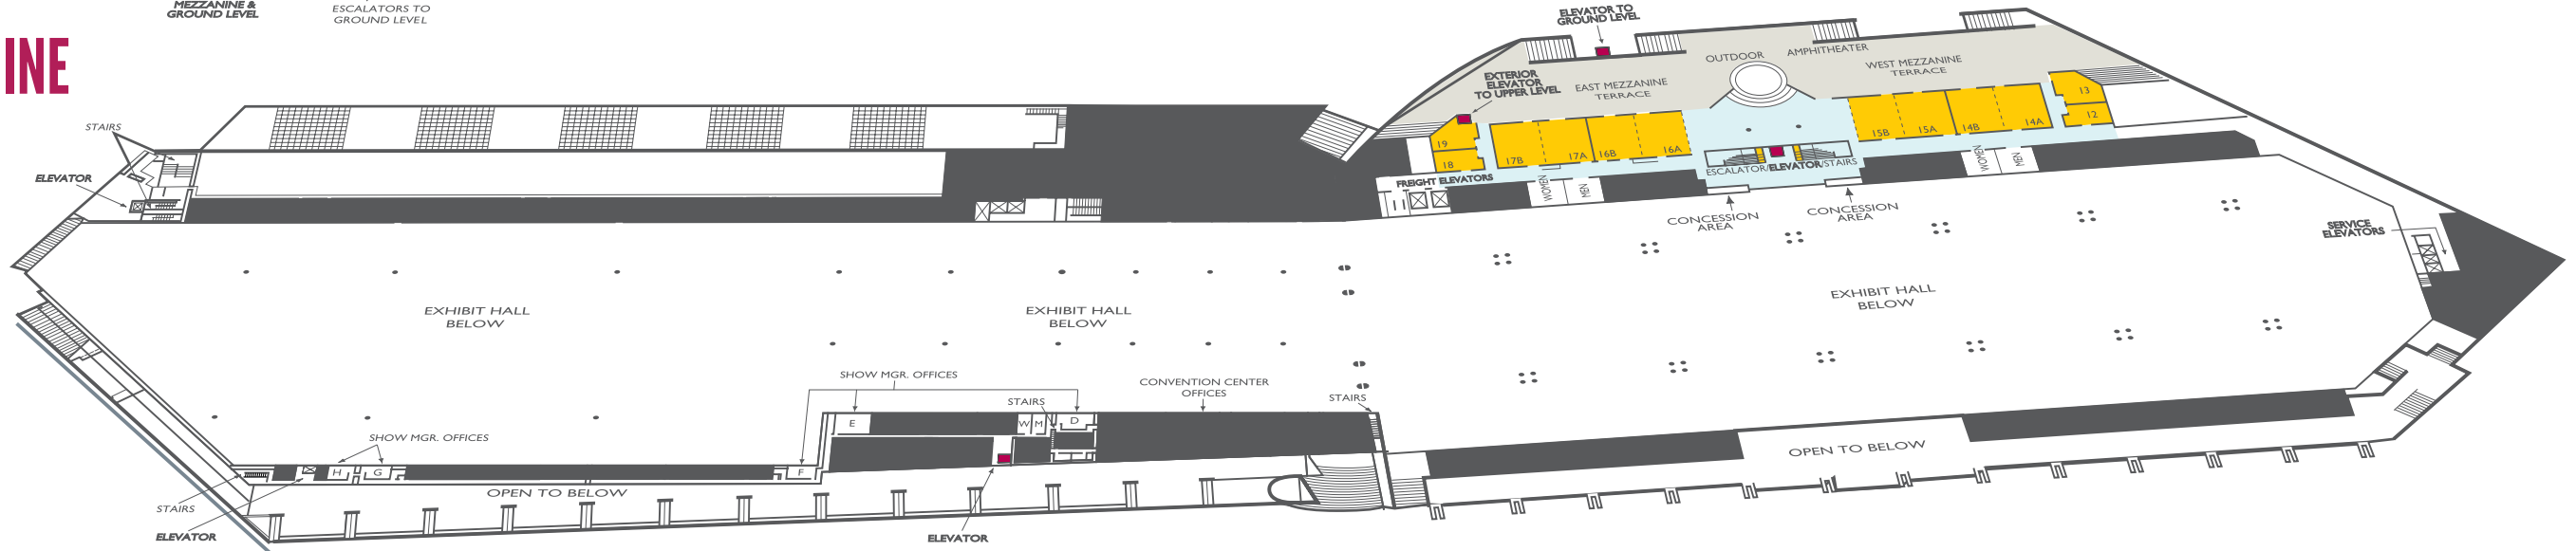 MEZZANINE &
GROUND LEVEL
ESCALATORS TO
GROUND LEVEL
INE
ELEVATOR TO
GROUND LEVEL
OUTDOOR AMPHITHEATER
WEST MEZZANINE
TERRACE
EXTERIOR
ELEVATOR
TO UPPER LEVEL
EAST MEZZANINE
TERRACE
13
12
STAIRS
19
18
17B
17A
16B
16A
15B
15A
14B
14A
ELEVATOR
FREIGHT ELEVATORS
ESCALATOR/ELEVATOR/STAIRS
WOMEN
MEN
WOMEN
MEN
CONCESSION
AREA
CONCESSION
AREA
SERVICE
ELEVATORS
EXHIBIT HALL
BELOW
EXHIBIT HALL
BELOW
EXHIBIT HALL
BELOW
SHOW MGR. OFFICES
CONVENTION CENTER
OFFICES
STAIRS
STAIRS
E
W
M
D
SHOW MGR. OFFICES
H
G
F
OPEN TO BELOW
OPEN TO BELOW
STAIRS
ELEVATOR
ELEVATOR